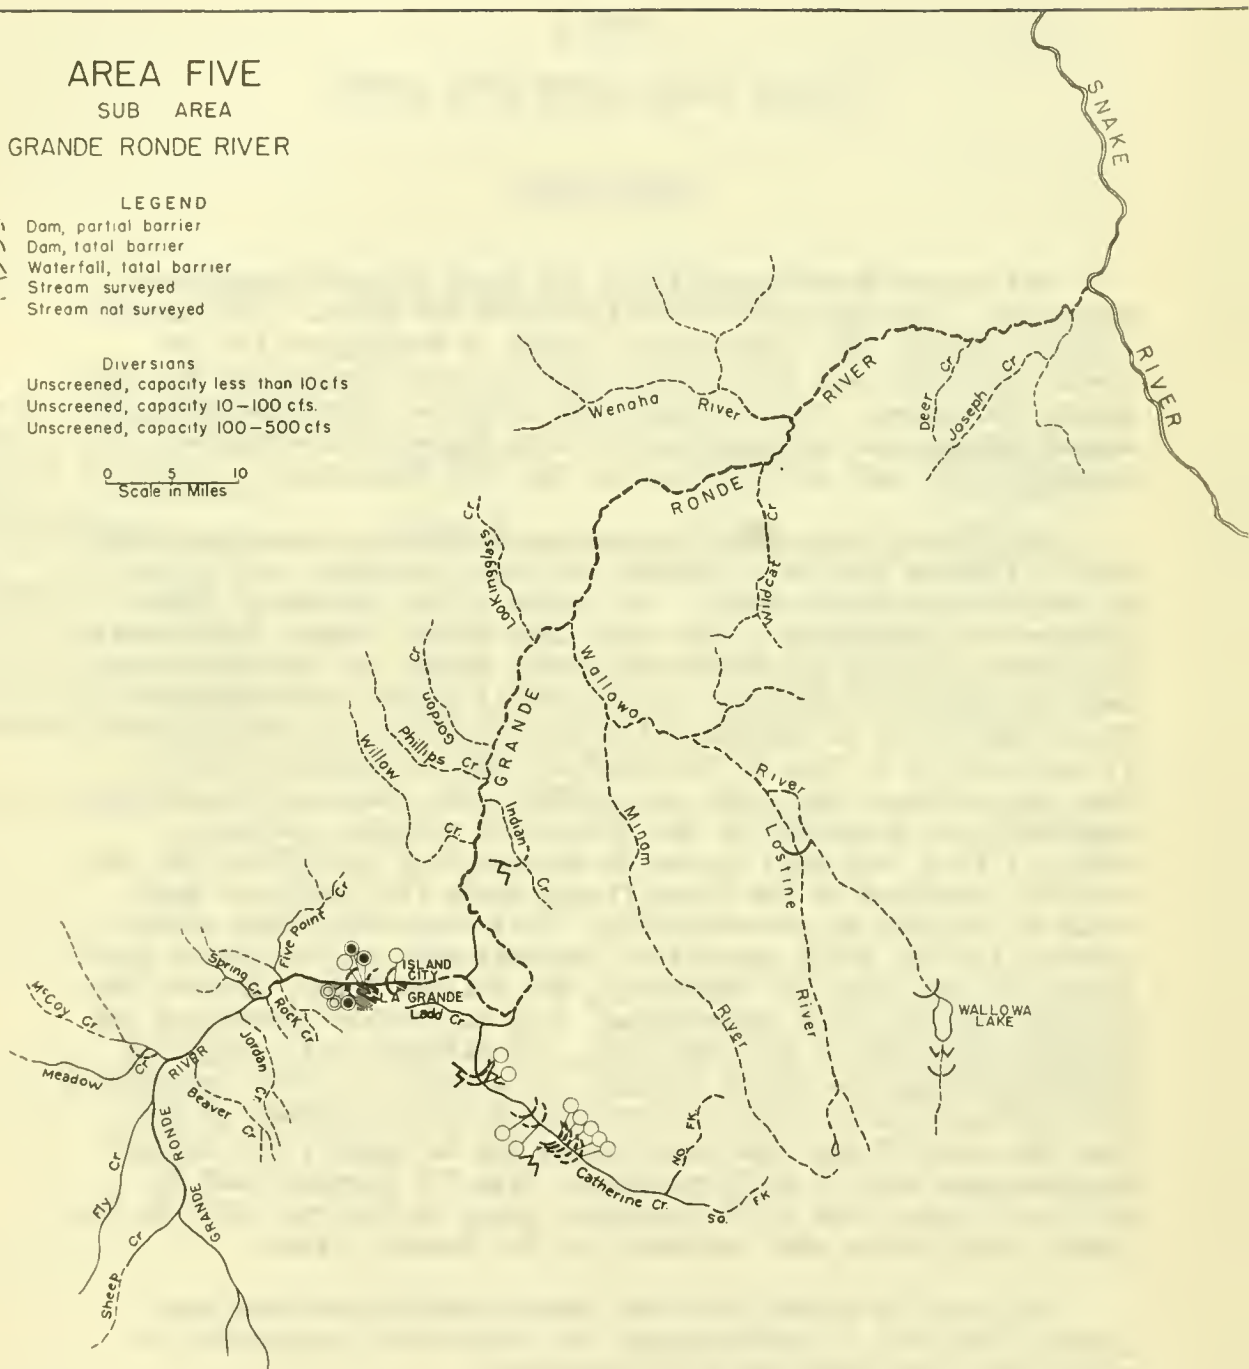 AREA FIVE
SUB AREA
GRANDE RONDE RIVER
LEGEND
Dam, partial barrier
Dam, total barrier
Waterfall, total barrier
Stream surveyed
Stream not surveyed
Diversions
Unscreened, capacity less than 10 cfs
Unscreened, capacity 10–100 cfs.
Unscreened, capacity 100–500 cfs
0 5 10
Scale in Miles
SNAKE
RIVER
Wenaha River
RIVER
Deer Cr
Joseph Cr
RONDE
Wildcat Cr
Lookingglass Cr
Gordon Cr
Phillips Cr
Willow Cr.
GRANDE
Indian Cr
Wallowa
River
Minam
River
Lostine
River
WALLOWA
LAKE
Five Point Cr
Spring Cr
Rock Cr
ISLAND
CITY
LA GRANDE
Ladd Cr
McCoy Cr
Meadow Cr
RIVER
Jordan Cr.
Beaver Cr
RONDE
GRANDE
Fly Cr
Sheep Cr
Catherine Cr.
NO. FK.
SO. FK